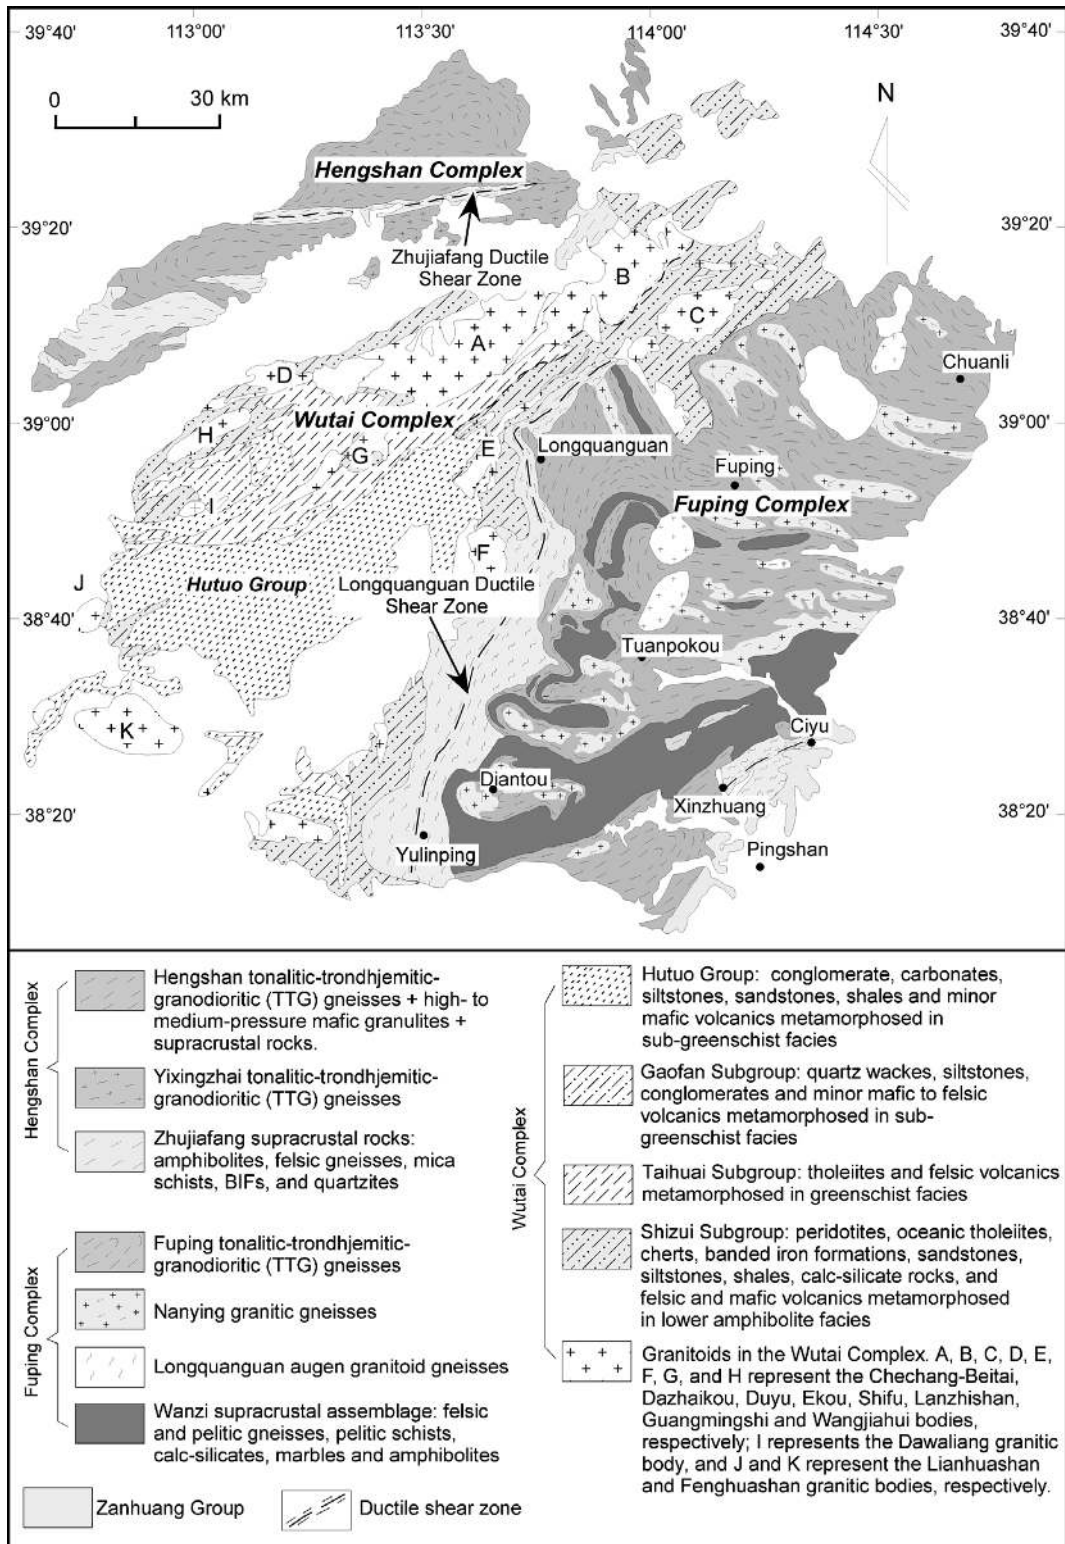 39°40'
113°00'
113°30'
114°00'
114°30'
39°40'
0
30 km
N
Hengshan Complex
39°20'
39°20'
Zhujiafang Ductile
Shear Zone
B
C
A
Chuanli
D
39°00'
Wutai Complex
39°00'
H
E
Longquanguan
G
Fuping
I
Fuping Complex
F
J
Hutuo Group
Longquanguan Ductile
Shear Zone
38°40'
38°40'
Tuanpokou
K
Ciyu
Diantou
Xinzhuang
38°20'
38°20'
Yulinping
Pingshan
Hengshan Complex
Hengshan tonalitic-trondhjemitic-
granodioritic (TTG) gneisses + high- to
medium-pressure mafic granulites +
supracrustal rocks.
Yixingzhai tonalitic-trondhjemitic-
granodioritic (TTG) gneisses
Zhujiafang supracrustal rocks:
amphibolites, felsic gneisses, mica
schists, BIFs, and quartzites
Fuping Complex
Fuping tonalitic-trondhjemitic-
granodioritic (TTG) gneisses
Nanying granitic gneisses
Longquanguan augen granitoid gneisses
Wanzi supracrustal assemblage: felsic
and pelitic gneisses, pelitic schists,
calc-silicates, marbles and amphibolites
Zanhuang Group
Ductile shear zone
Wutai Complex
Hutuo Group: conglomerate, carbonates,
siltstones, sandstones, shales and minor
mafic volcanics metamorphosed in
sub-greenschist facies
Gaofan Subgroup: quartz wackes, siltstones,
conglomerates and minor mafic to felsic
volcanics metamorphosed in sub-
greenschist facies
Taihuai Subgroup: tholeiites and felsic volcanics
metamorphosed in greenschist facies
Shizui Subgroup: peridotites, oceanic tholeiites,
cherts, banded iron formations, sandstones,
siltstones, shales, calc-silicate rocks, and
felsic and mafic volcanics metamorphosed
in lower amphibolite facies
Granitoids in the Wutai Complex. A, B, C, D, E,
F, G, and H represent the Chechang-Beitai,
Dazhaikou, Duyu, Ekou, Shifu, Lanzhishan,
Guangmingshi and Wangjiahui bodies,
respectively; I represents the Dawaliang granitic
body, and J and K represent the Lianhuashan
and Fenghuashan granitic bodies, respectively.